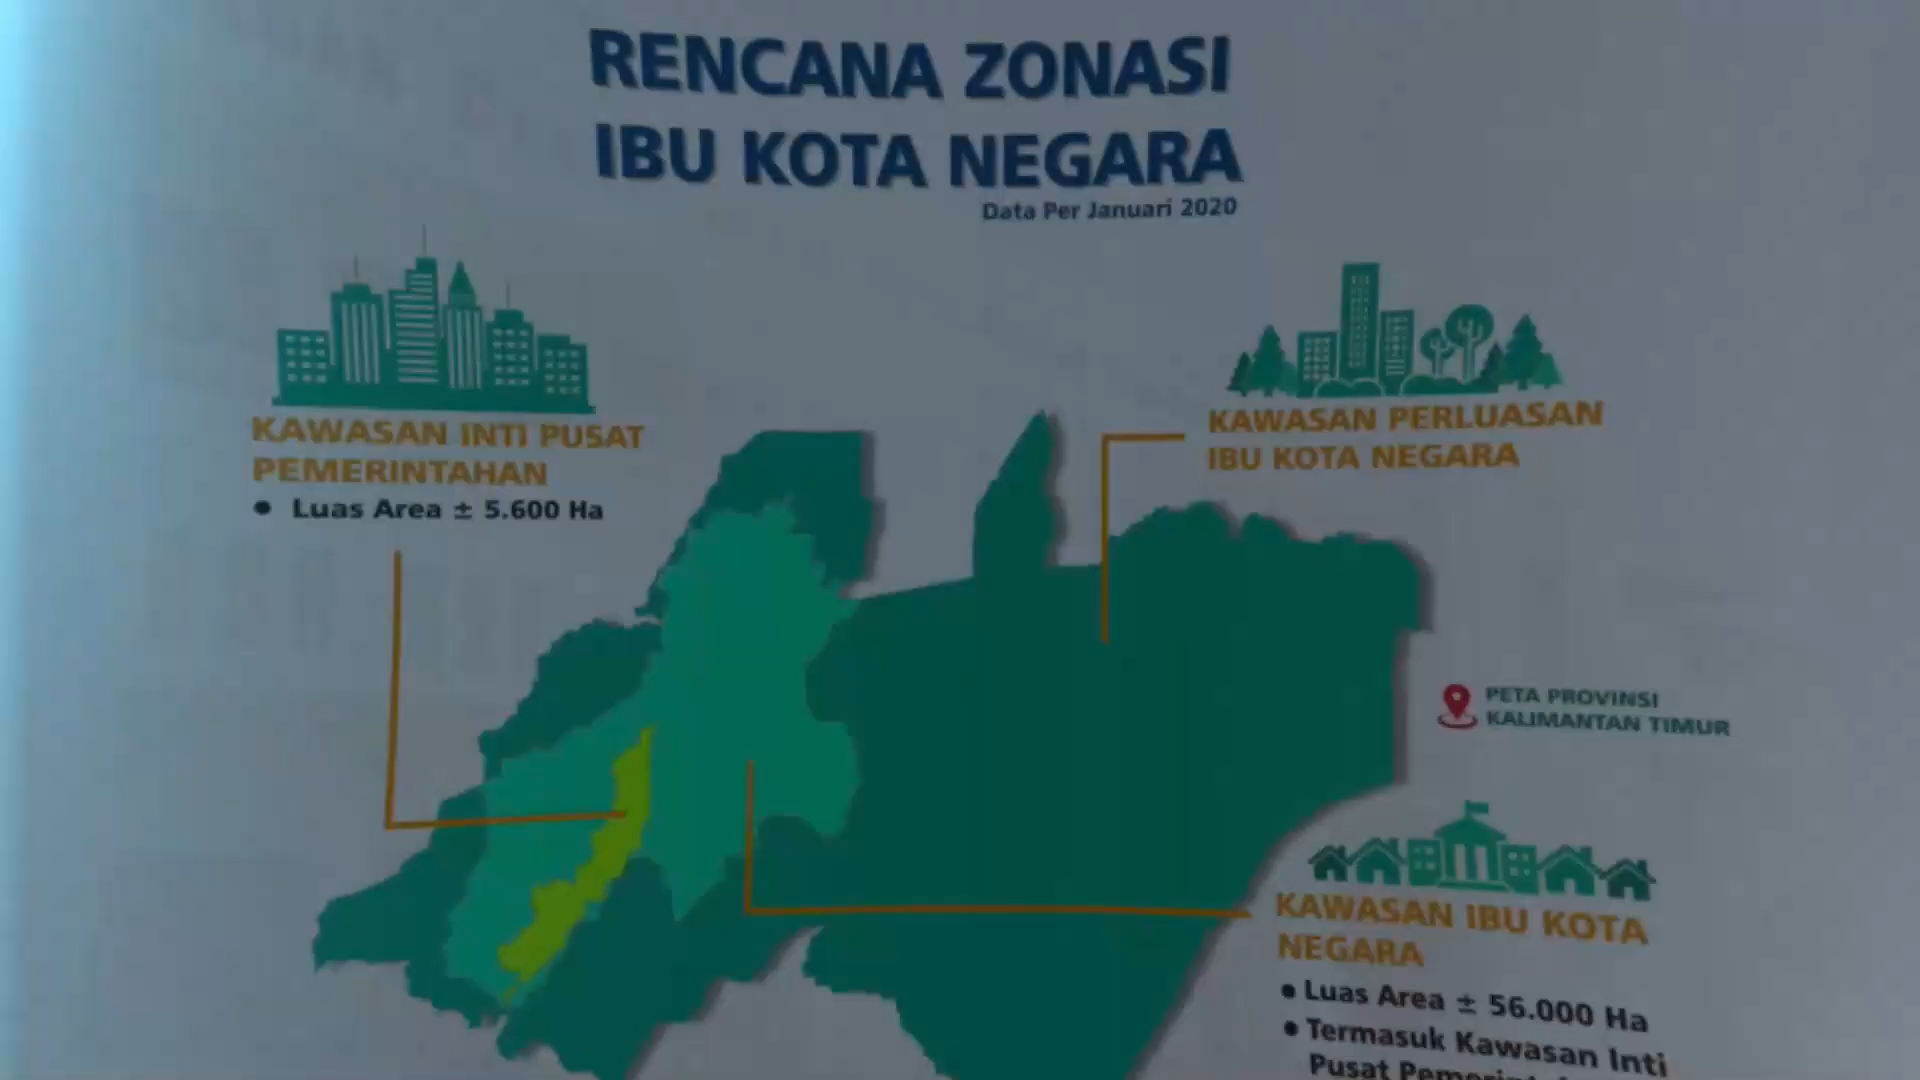 RENCANA ZONASI
IBU KOTA NEGARA
Data Per Januari 2020
KAWASAN INTI PUSAT
PEMERINTAHAN
• Luas Area ± 5.600 Ha
KAWASAN PERLUASAN
IBU KOTA NEGARA
PETA PROVINSI
KALIMANTAN TIMUR
KAWASAN IBU KOTA
NEGARA
• Luas Area ± 56.000 Ha
• Termasuk Kawasan Inti
Pusat